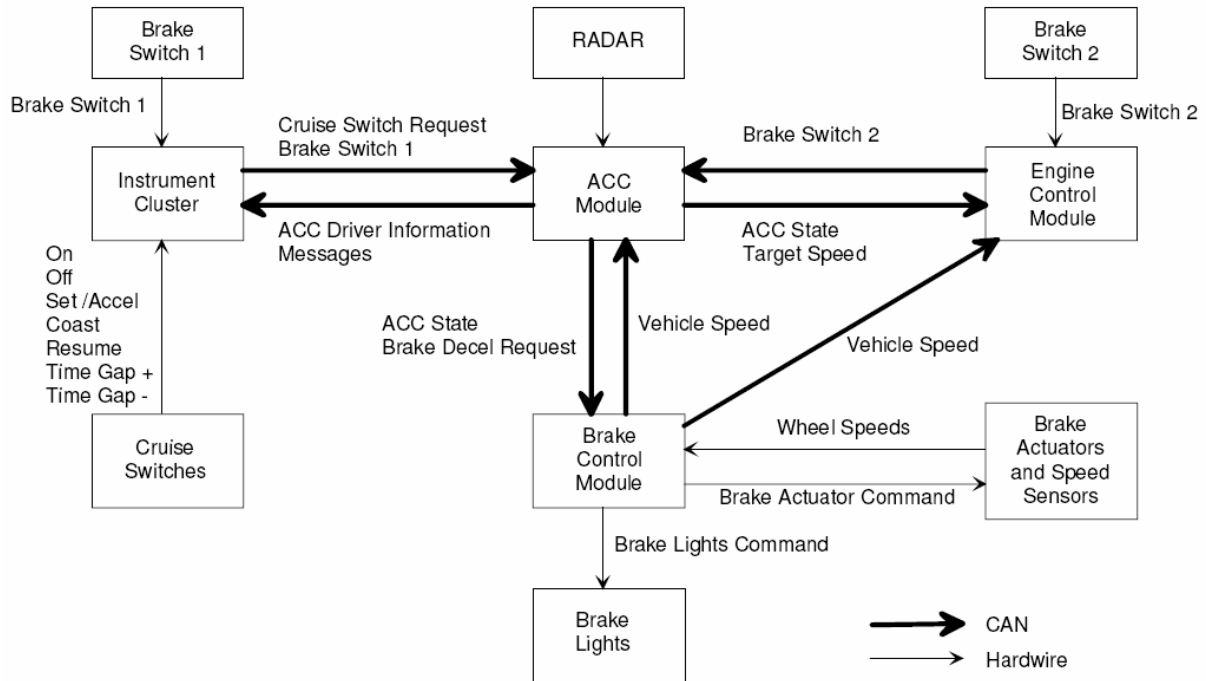 Brake
Switch 1
RADAR
Brake
Switch 2
Brake Switch 1
Brake Switch 2
Cruise Switch Request
Brake Switch 1
Brake Switch 2
Instrument
Cluster
ACC
Module
Engine
Control
Module
ACC Driver Information
Messages
ACC State
Target Speed
On
Off
Set /Accel
Coast
Resume
Time Gap +
Time Gap -
ACC State
Brake Decel Request
Vehicle Speed
Vehicle Speed
Cruise
Switches
Brake
Control
Module
Wheel Speeds
Brake Actuator Command
Brake
Actuators
and Speed
Sensors
Brake Lights Command
Brake
Lights
CAN
Hardwire